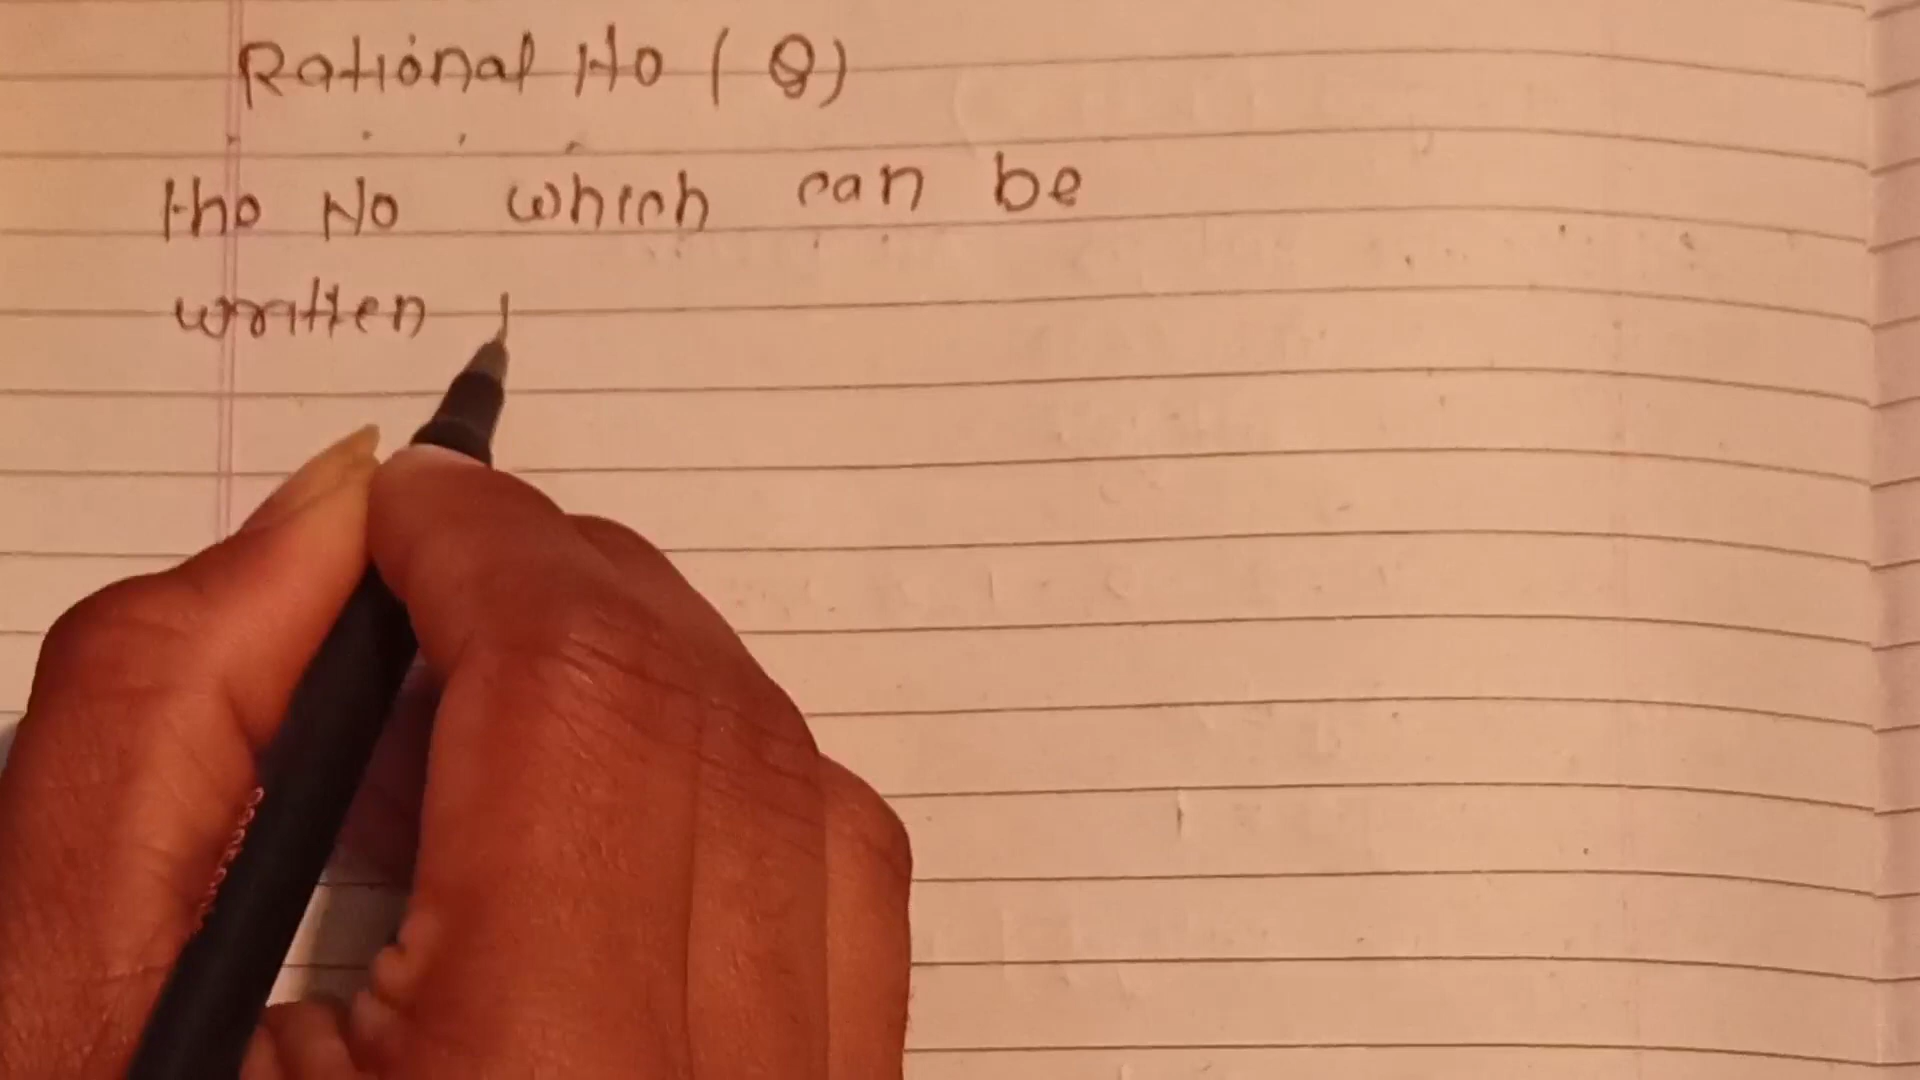 Rational No (Q)
the No which can be
written